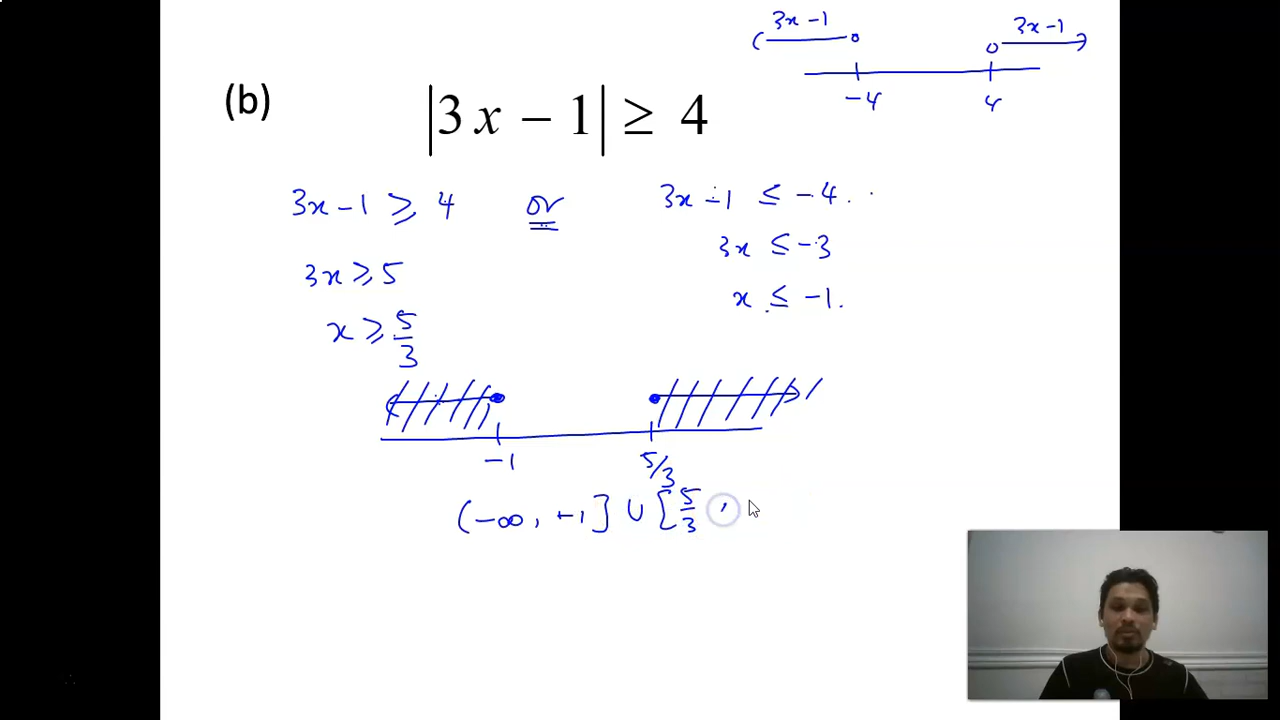 3x -1 3x -1
-4 4
(b) |3x − 1| ≥ 4
3x -1 ≥ 4 or 3x -1 ≤ -4.
3x ≥ 5 3x ≤ -3
x ≥ 5/3 x ≤ -1.
-1 5/3
(-∞, -1] ∪ [5/3 ,